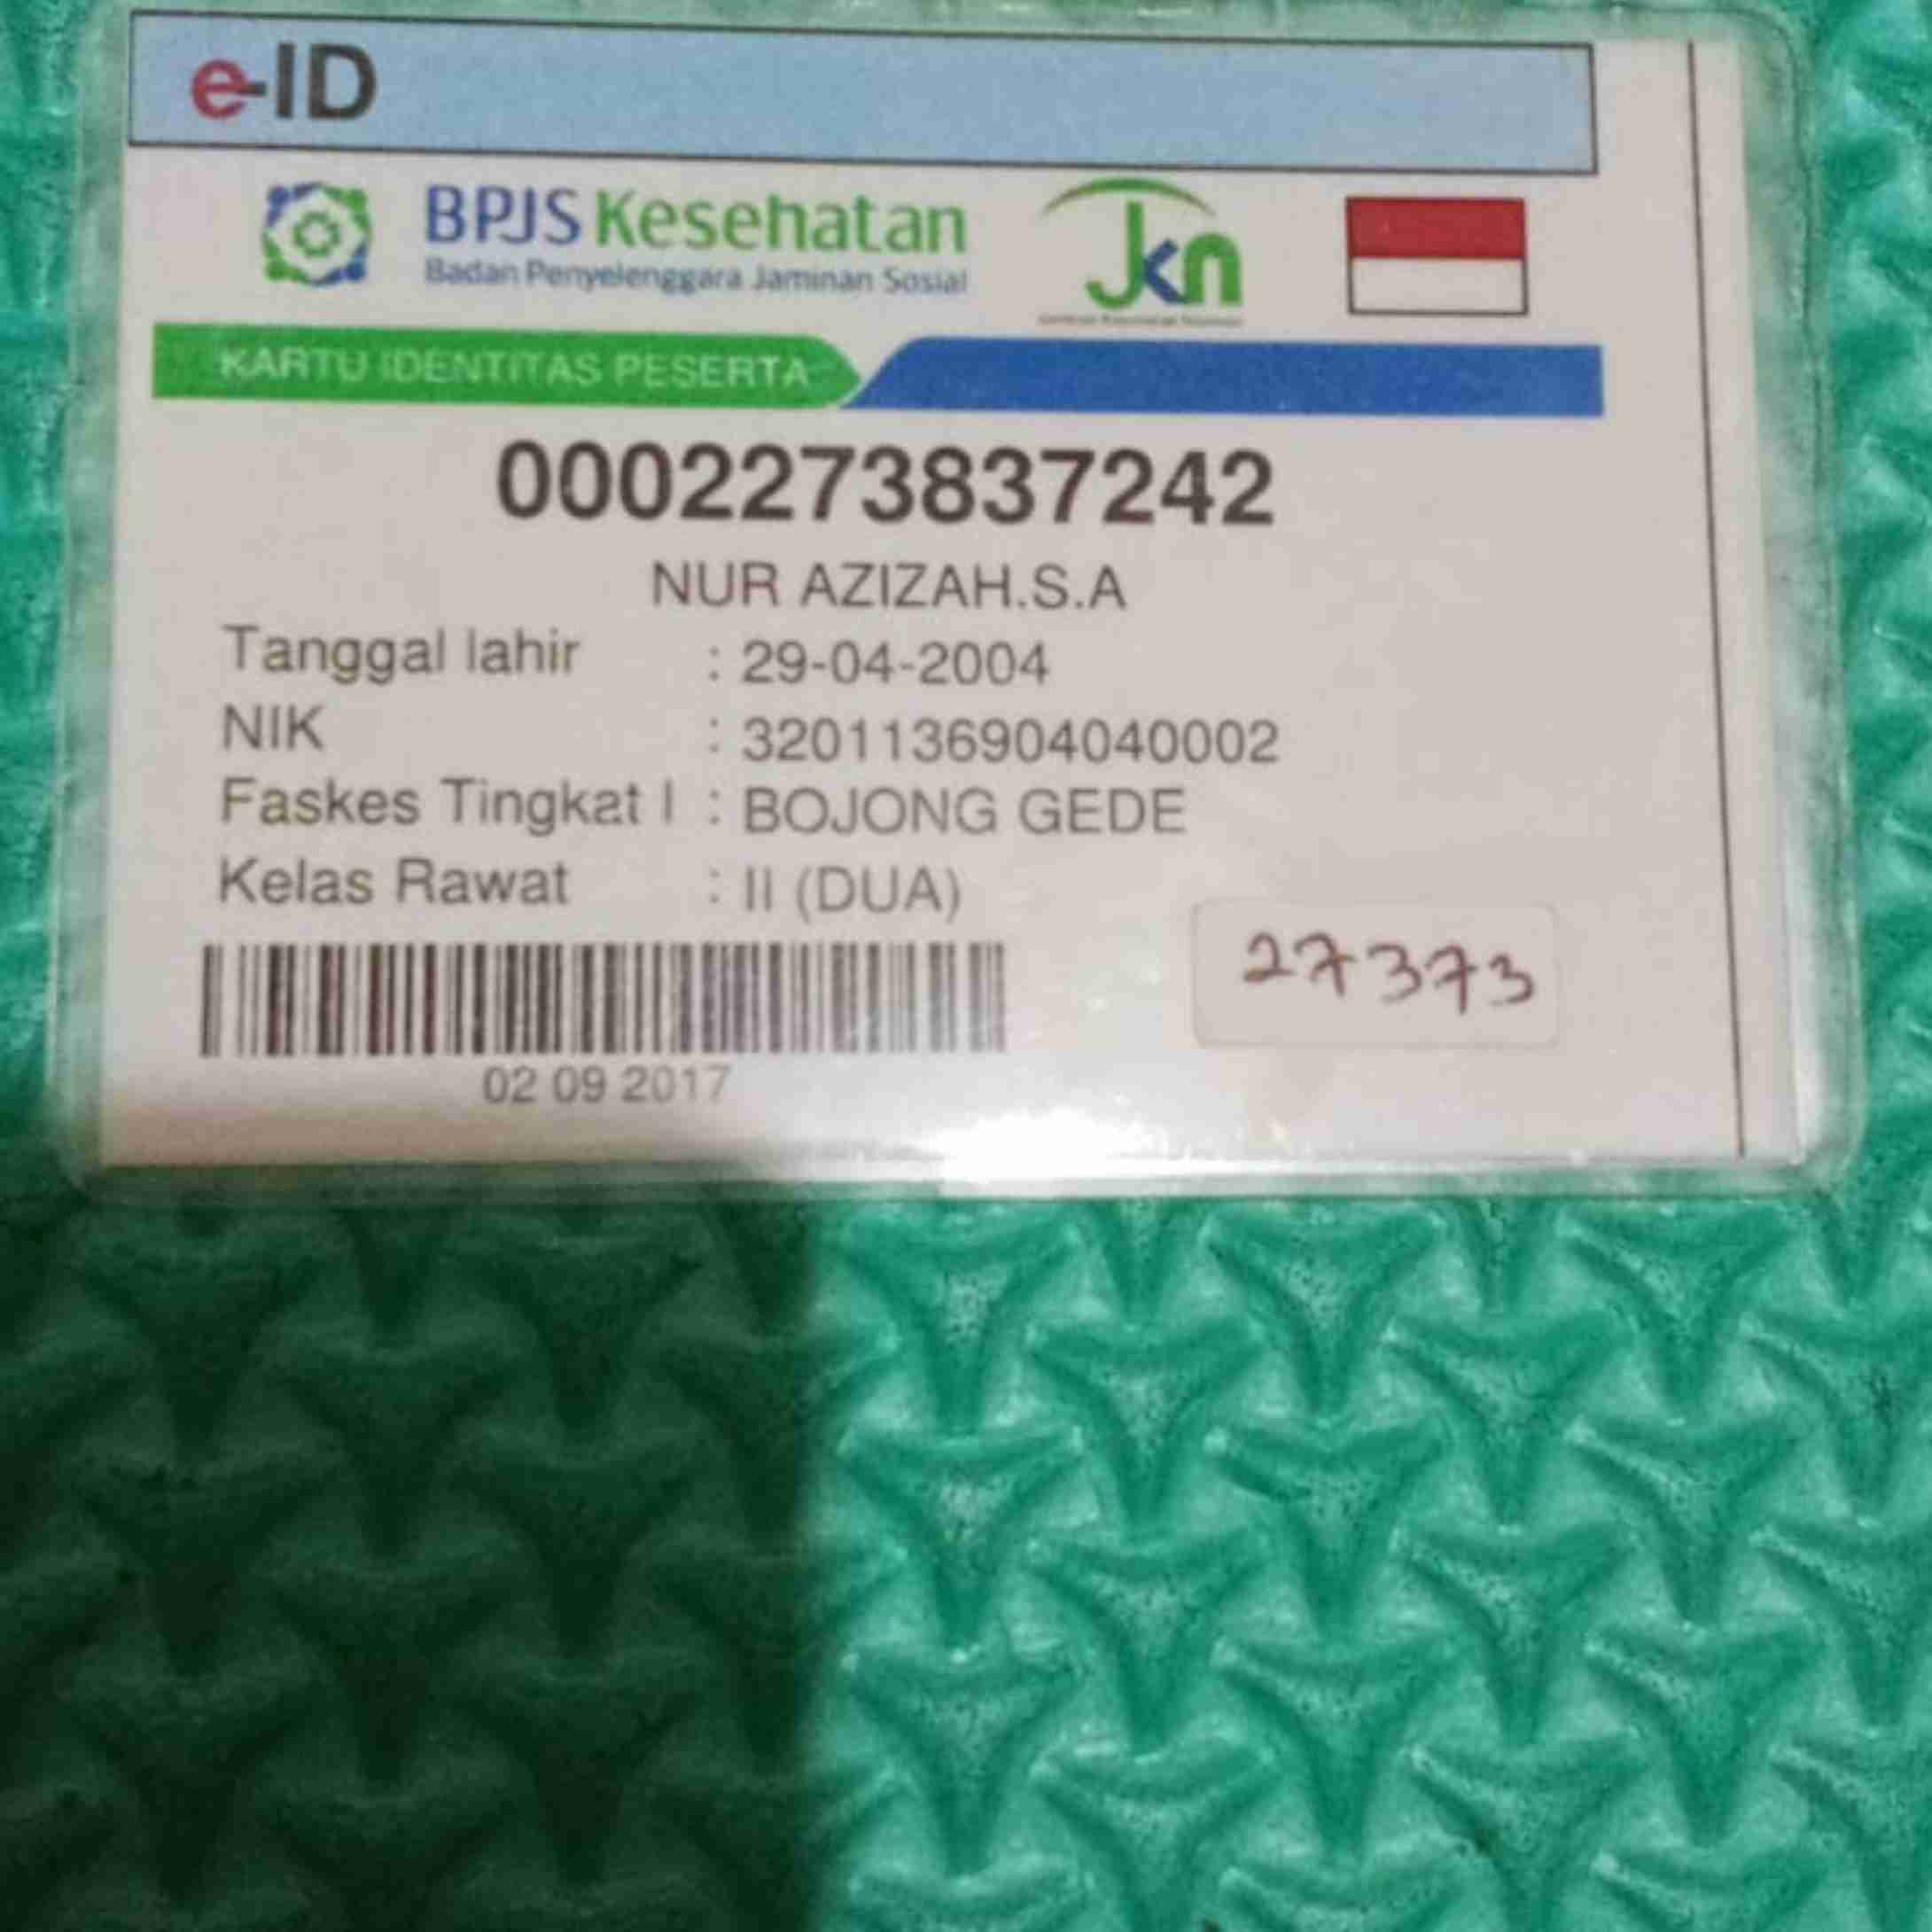 e-ID
BPJS Kesehatan
Badan Penyelenggara Jaminan Sosial
Jkn
KARTU IDENTITAS PESERTA
0002273837242
NUR AZIZAH.S.A
Tanggal lahir : 29-04-2004
NIK : 3201136904040002
Faskes Tingkat I : BOJONG GEDE
Kelas Rawat : II (DUA)
27373
02 09 2017